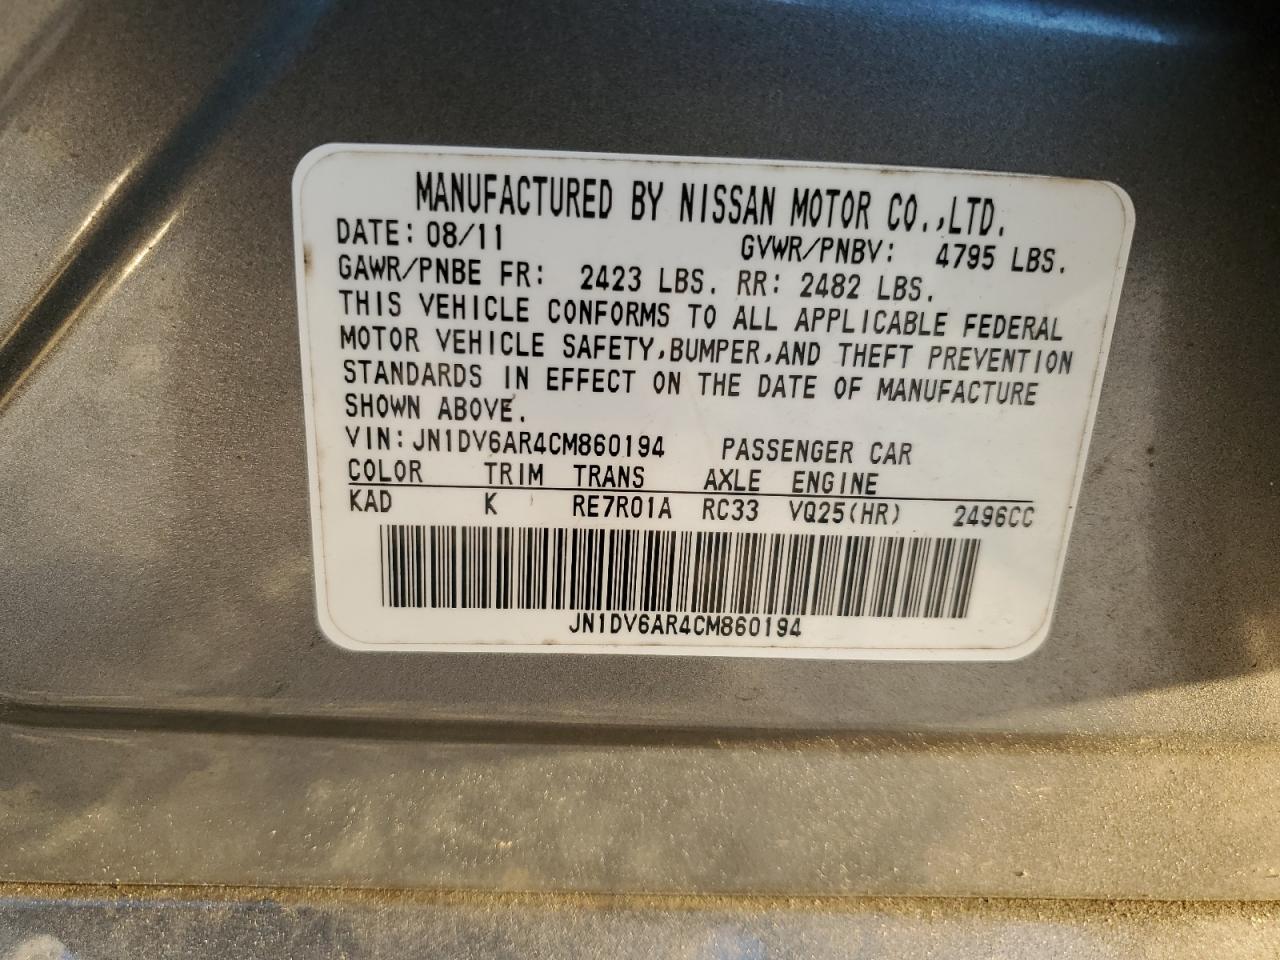 MANUFACTURED BY NISSAN MOTOR CO.,LTD.
DATE: 08/11 GVWR/PNBV: 4795 LBS.
GAWR/PNBE FR: 2423 LBS. RR: 2482 LBS.
THIS VEHICLE CONFORMS TO ALL APPLICABLE FEDERAL
MOTOR VEHICLE SAFETY,BUMPER,AND THEFT PREVENTION
STANDARDS IN EFFECT ON THE DATE OF MANUFACTURE
SHOWN ABOVE.
VIN: JN1DV6AR4CM860194 PASSENGER CAR
COLOR TRIM TRANS AXLE ENGINE
KAD K RE7R01A RC33 VQ25(HR) 2496CC
JN1DV6AR4CM860194